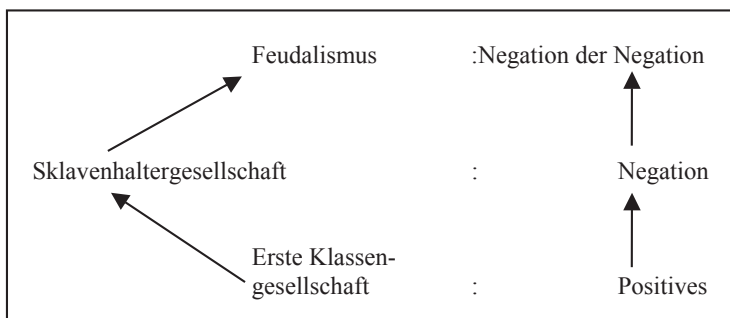 Feudalismus :Negation der Negation
Sklavenhaltergesellschaft : Negation
Erste Klassen-
gesellschaft : Positives